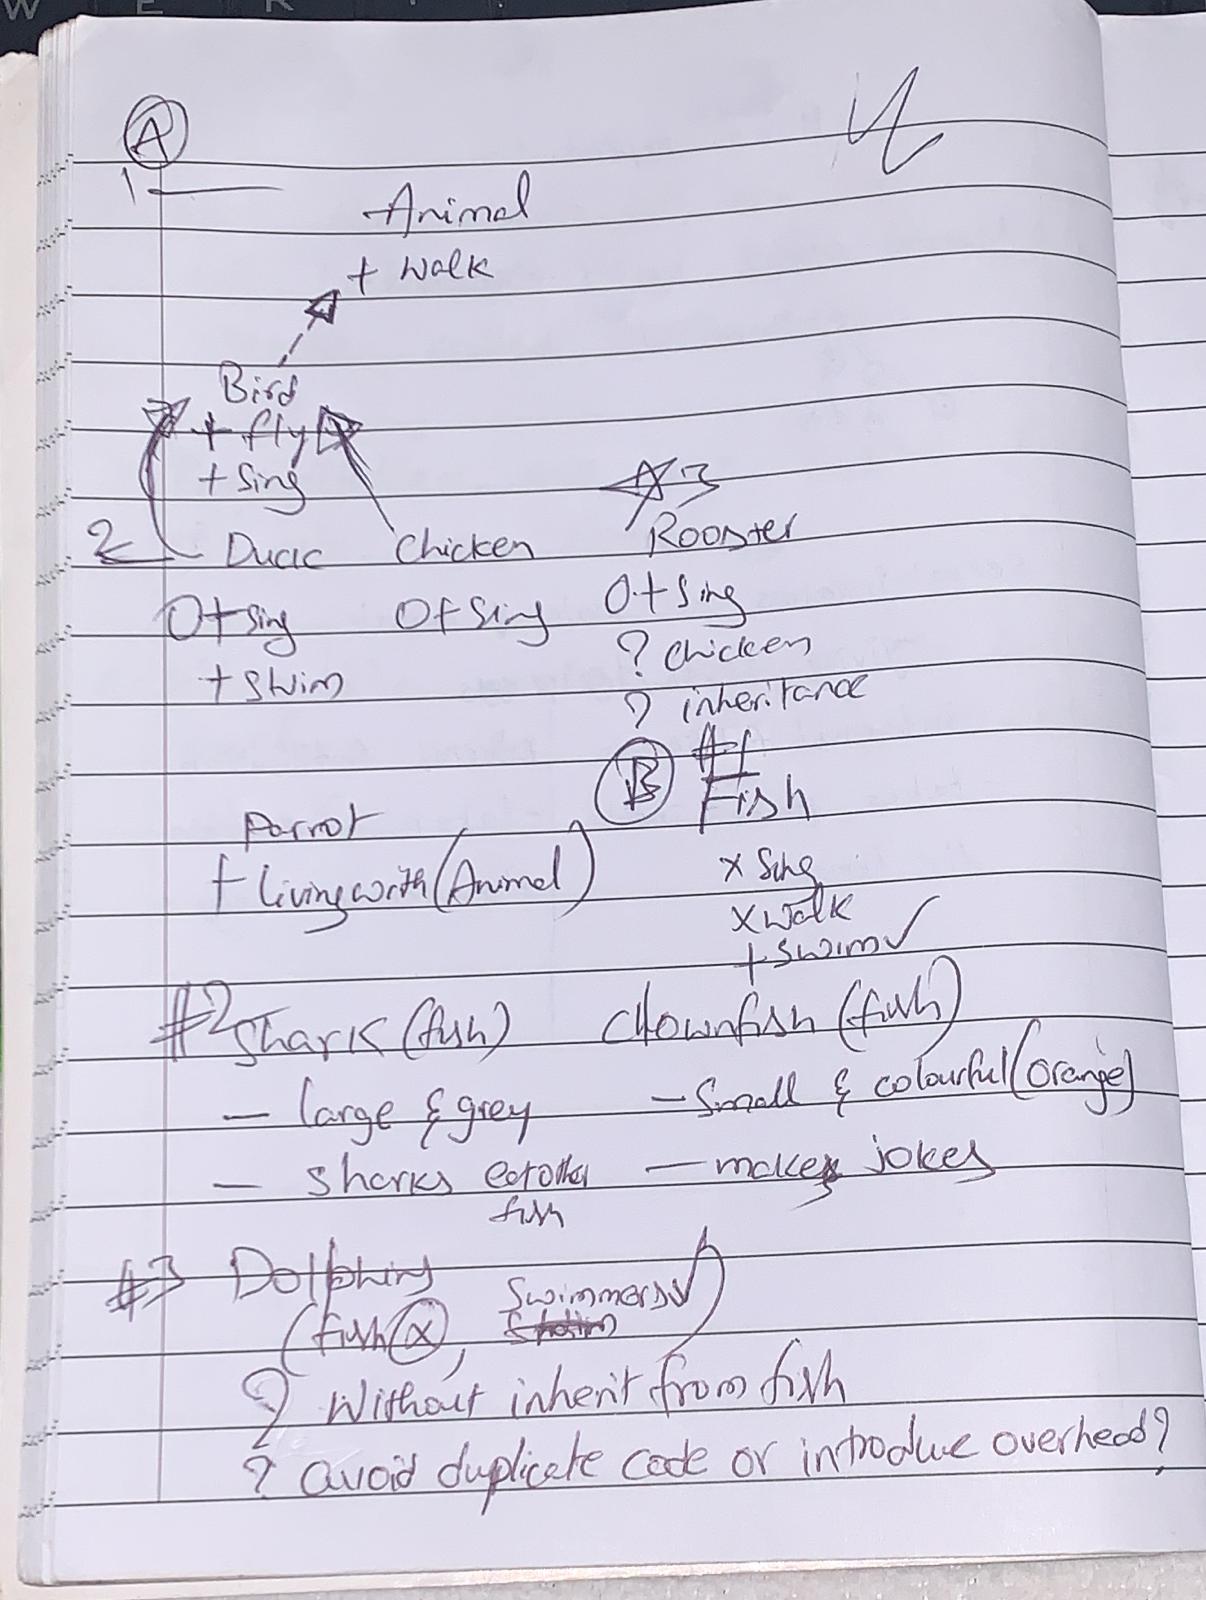 W E R
A
1
Animal
+ walk
Bird
+ fly
+ Sing
3
2 Duck Chicken Rooster
O+ Sing O+ Sing O+ Sing
+ Swim ? chicken
? inheritance
B #1
Fish
Parrot
+ Livingwith (Animal)
x Sing
x walk
+ Swim ✓
#2 Shark (fish) Clownfish (fish)
– large & grey – Small & colourful (orange)
– sharks eat other – makes jokes
fish
#3 Dolphins
(fish x, Swimmers ✓)
? Without inherit from fish
? avoid duplicate code or introduce overhead?